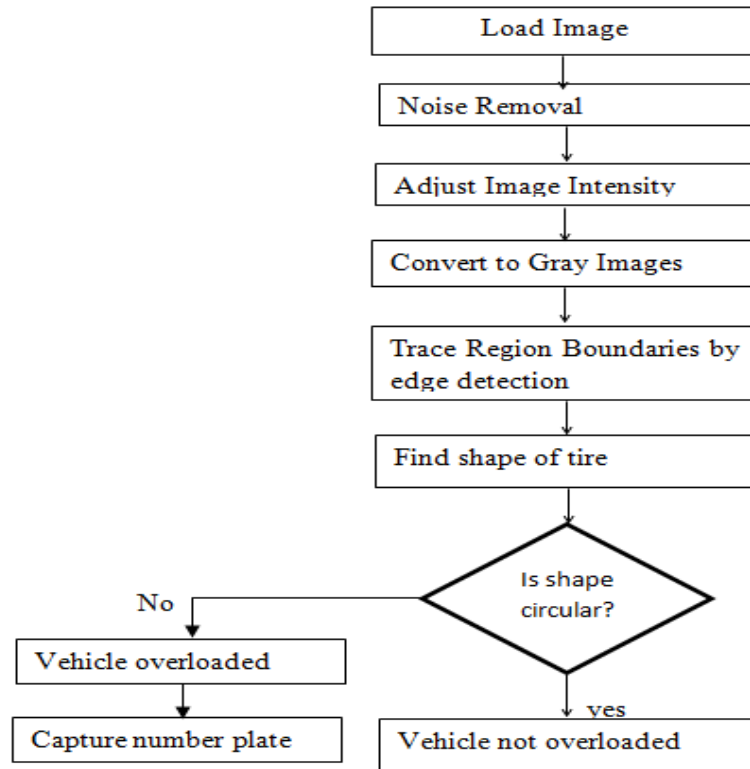 Load Image
Noise Removal
Adjust Image Intensity
Convert to Gray Images
Trace Region Boundaries by
edge detection
Find shape of tire
Is shape
circular?
No
Vehicle overloaded
Capture number plate
yes
Vehicle not overloaded